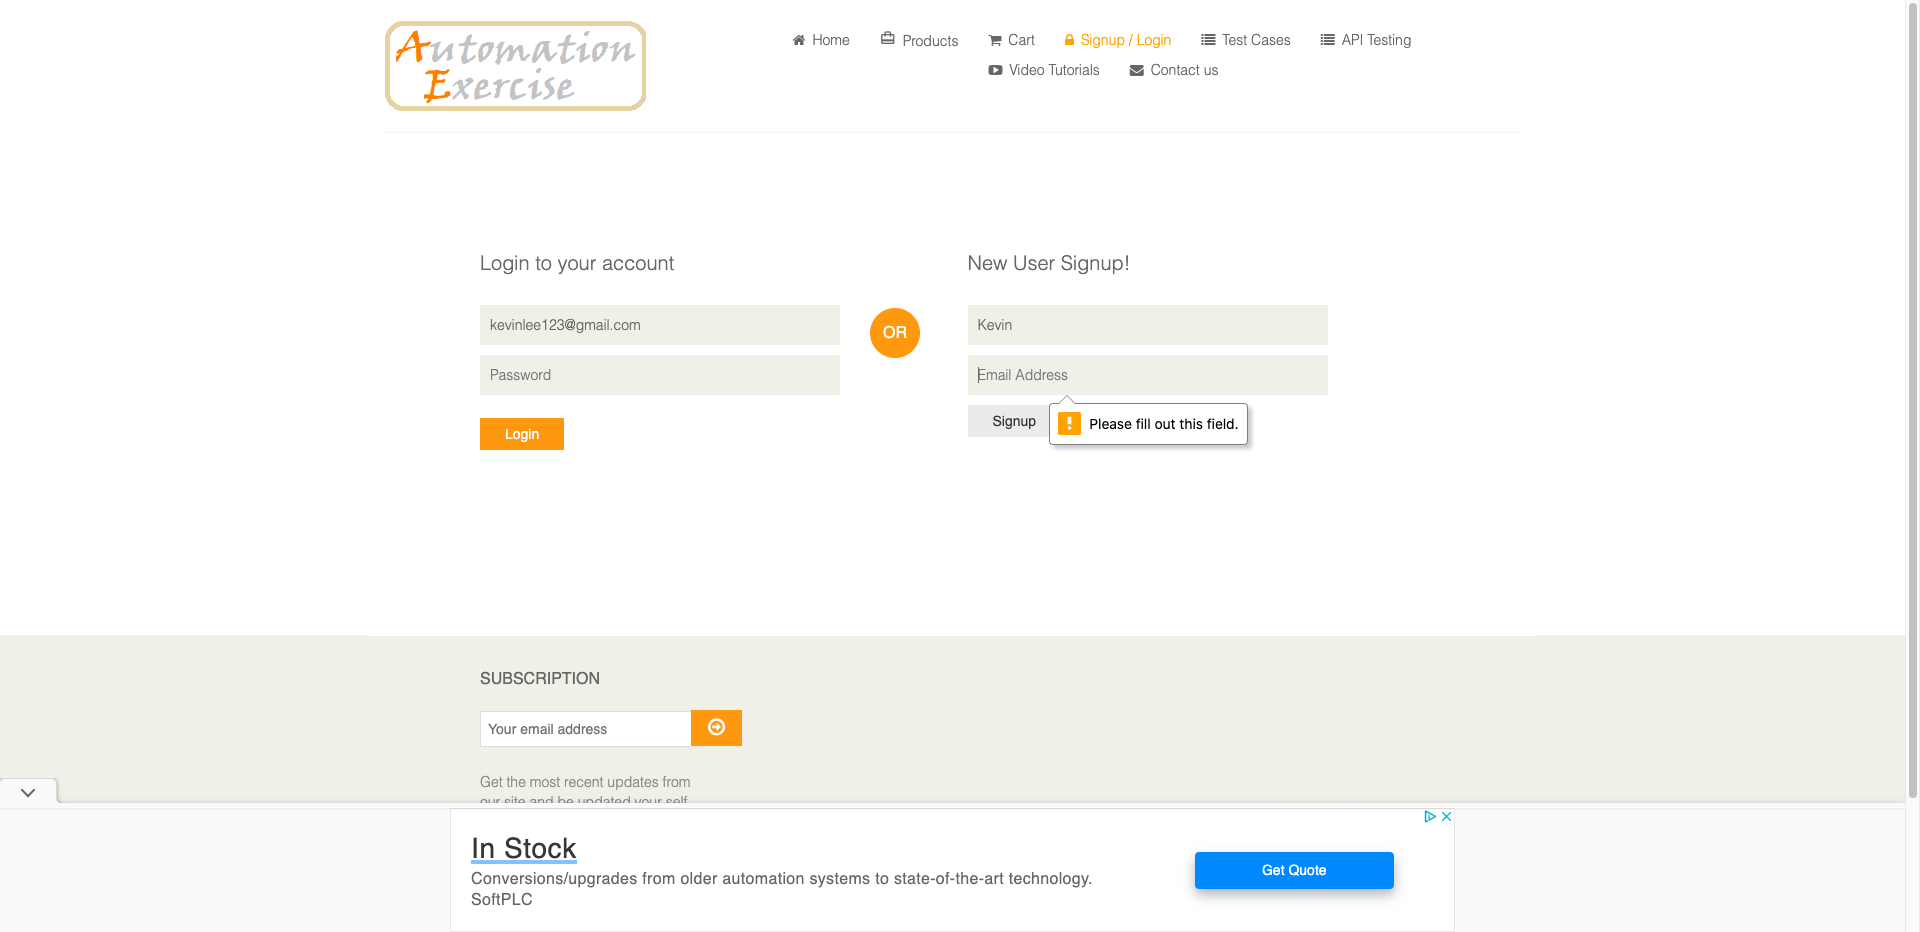 Automation
Exercise
Home
Products
Cart
Signup / Login
Test Cases
API Testing
Video Tutorials
Contact us
Login to your account
kevinlee123@gmail.com
Password
Login
OR
New User Signup!
Kevin
Email Address
Signup
Please fill out this field.
SUBSCRIPTION
Your email address
Get the most recent updates from
our site and be updated your self
In Stock
Conversions/upgrades from older automation systems to state-of-the-art technology.
SoftPLC
Get Quote